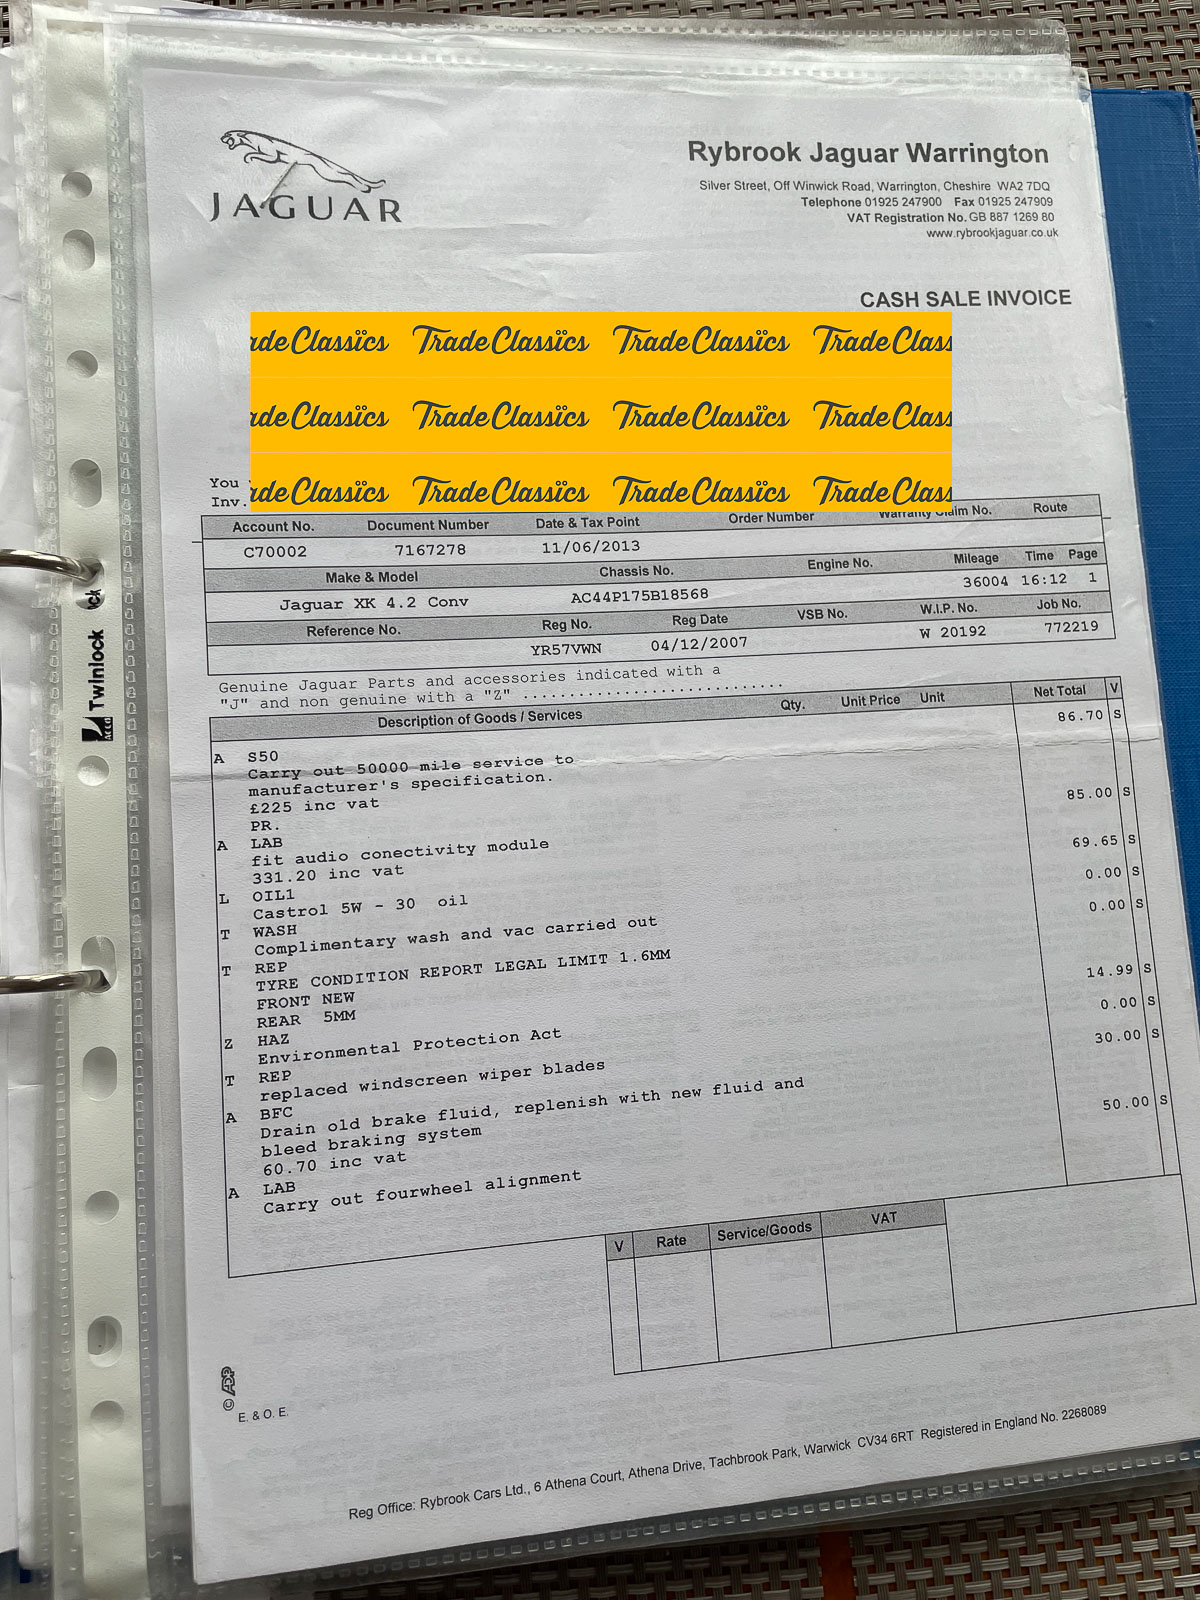 JAGUAR
Rybrook Jaguar Warrington
Silver Street, Off Winwick Road, Warrington, Cheshire WA2 7DQ
Telephone 01925 247900 Fax 01925 247909
VAT Registration No. GB 887 1269 80
www.rybrookjaguar.co.uk
CASH SALE INVOICE
adeClassics TradeClassics TradeClassics TradeClass
adeClassics TradeClassics TradeClassics TradeClass
adeClassics TradeClassics TradeClassics TradeClass
You
Inv.
Account No. Document Number Date & Tax Point Order Number Warranty Claim No. Route
C70002 7167278 11/06/2013
Make & Model Chassis No. Engine No. Mileage Time Page
Jaguar XK 4.2 Conv AC44P175B18568 36004 16:12 1
Reference No. Reg No. Reg Date VSB No. W.I.P. No. Job No.
YR57VWN 04/12/2007 W 20192 772219
Genuine Jaguar Parts and accessories indicated with a
"J" and non genuine with a "Z" ............................
Description of Goods / Services Qty. Unit Price Unit Net Total V
A S50 86.70 S
Carry out 50000 mile service to
manufacturer's specification.
£225 inc vat
PR.
A LAB 85.00 S
fit audio conectivity module
331.20 inc vat
L OIL1 69.65 S
Castrol 5W - 30 oil
T WASH 0.00 S
Complimentary wash and vac carried out
T REP 0.00 S
TYRE CONDITION REPORT LEGAL LIMIT 1.6MM
FRONT NEW
REAR 5MM
Z HAZ 14.99 S
Environmental Protection Act
T REP 0.00 S
replaced windscreen wiper blades
A BFC 30.00 S
Drain old brake fluid, replenish with new fluid and
bleed braking system
60.70 inc vat
A LAB 50.00 S
Carry out fourwheel alignment
V Rate Service/Goods VAT
© ADP
E. & O. E.
Reg Office: Rybrook Cars Ltd., 6 Athena Court, Athena Drive, Tachbrook Park, Warwick CV34 6RT Registered in England No. 2268089
ck
Twinlock
ACCO